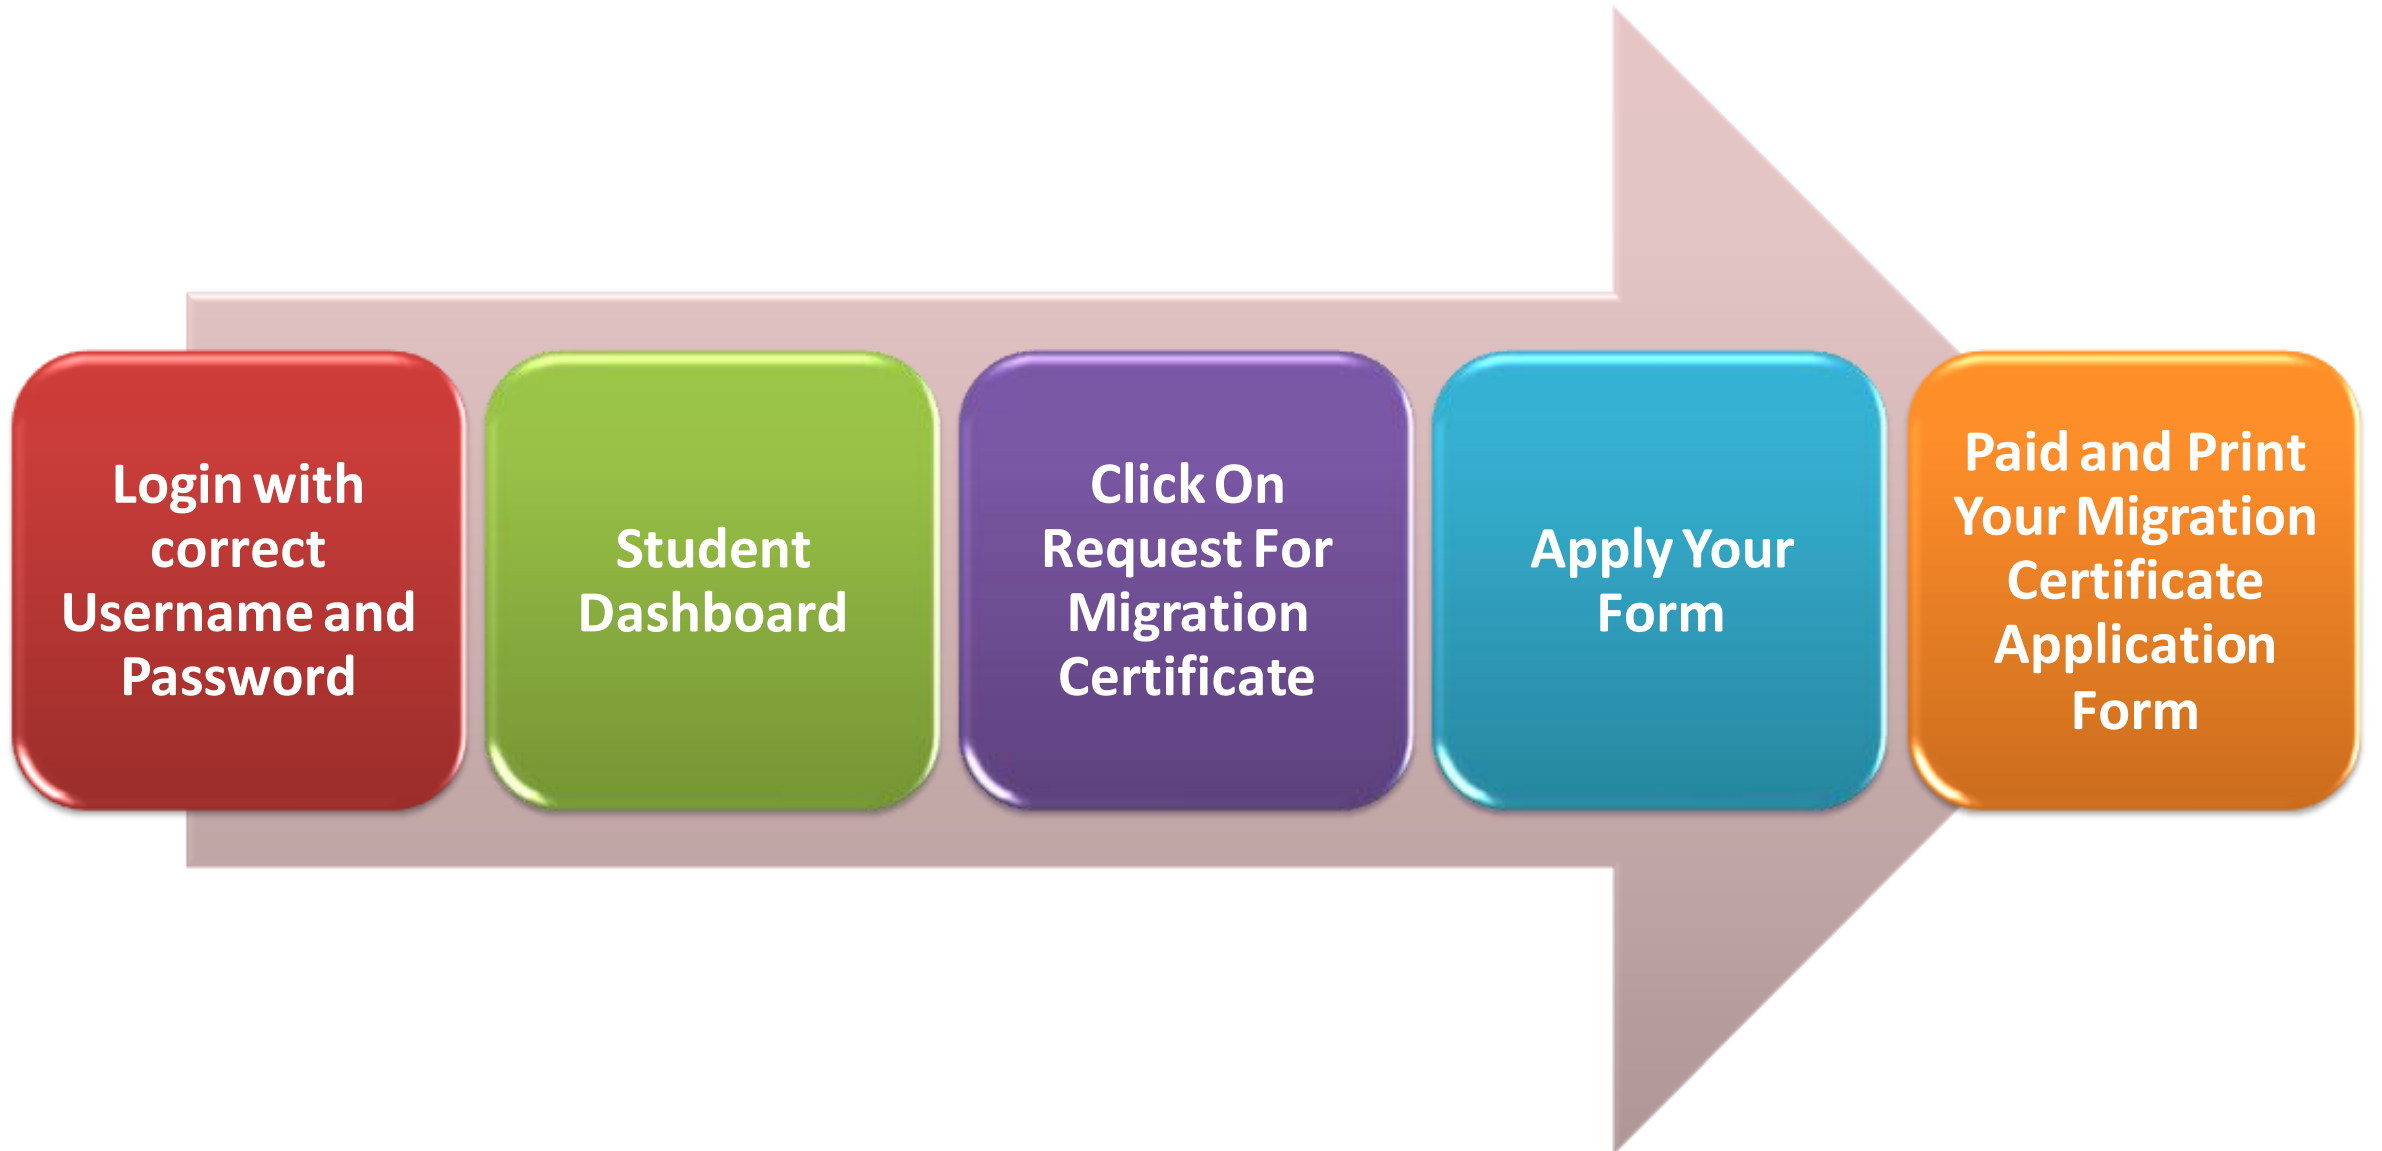 Login with
correct
Username and
Password
Student
Dashboard
Click On
Request For
Migration
Certificate
Apply Your
Form
Paid and Print
Your Migration
Certificate
Application
Form